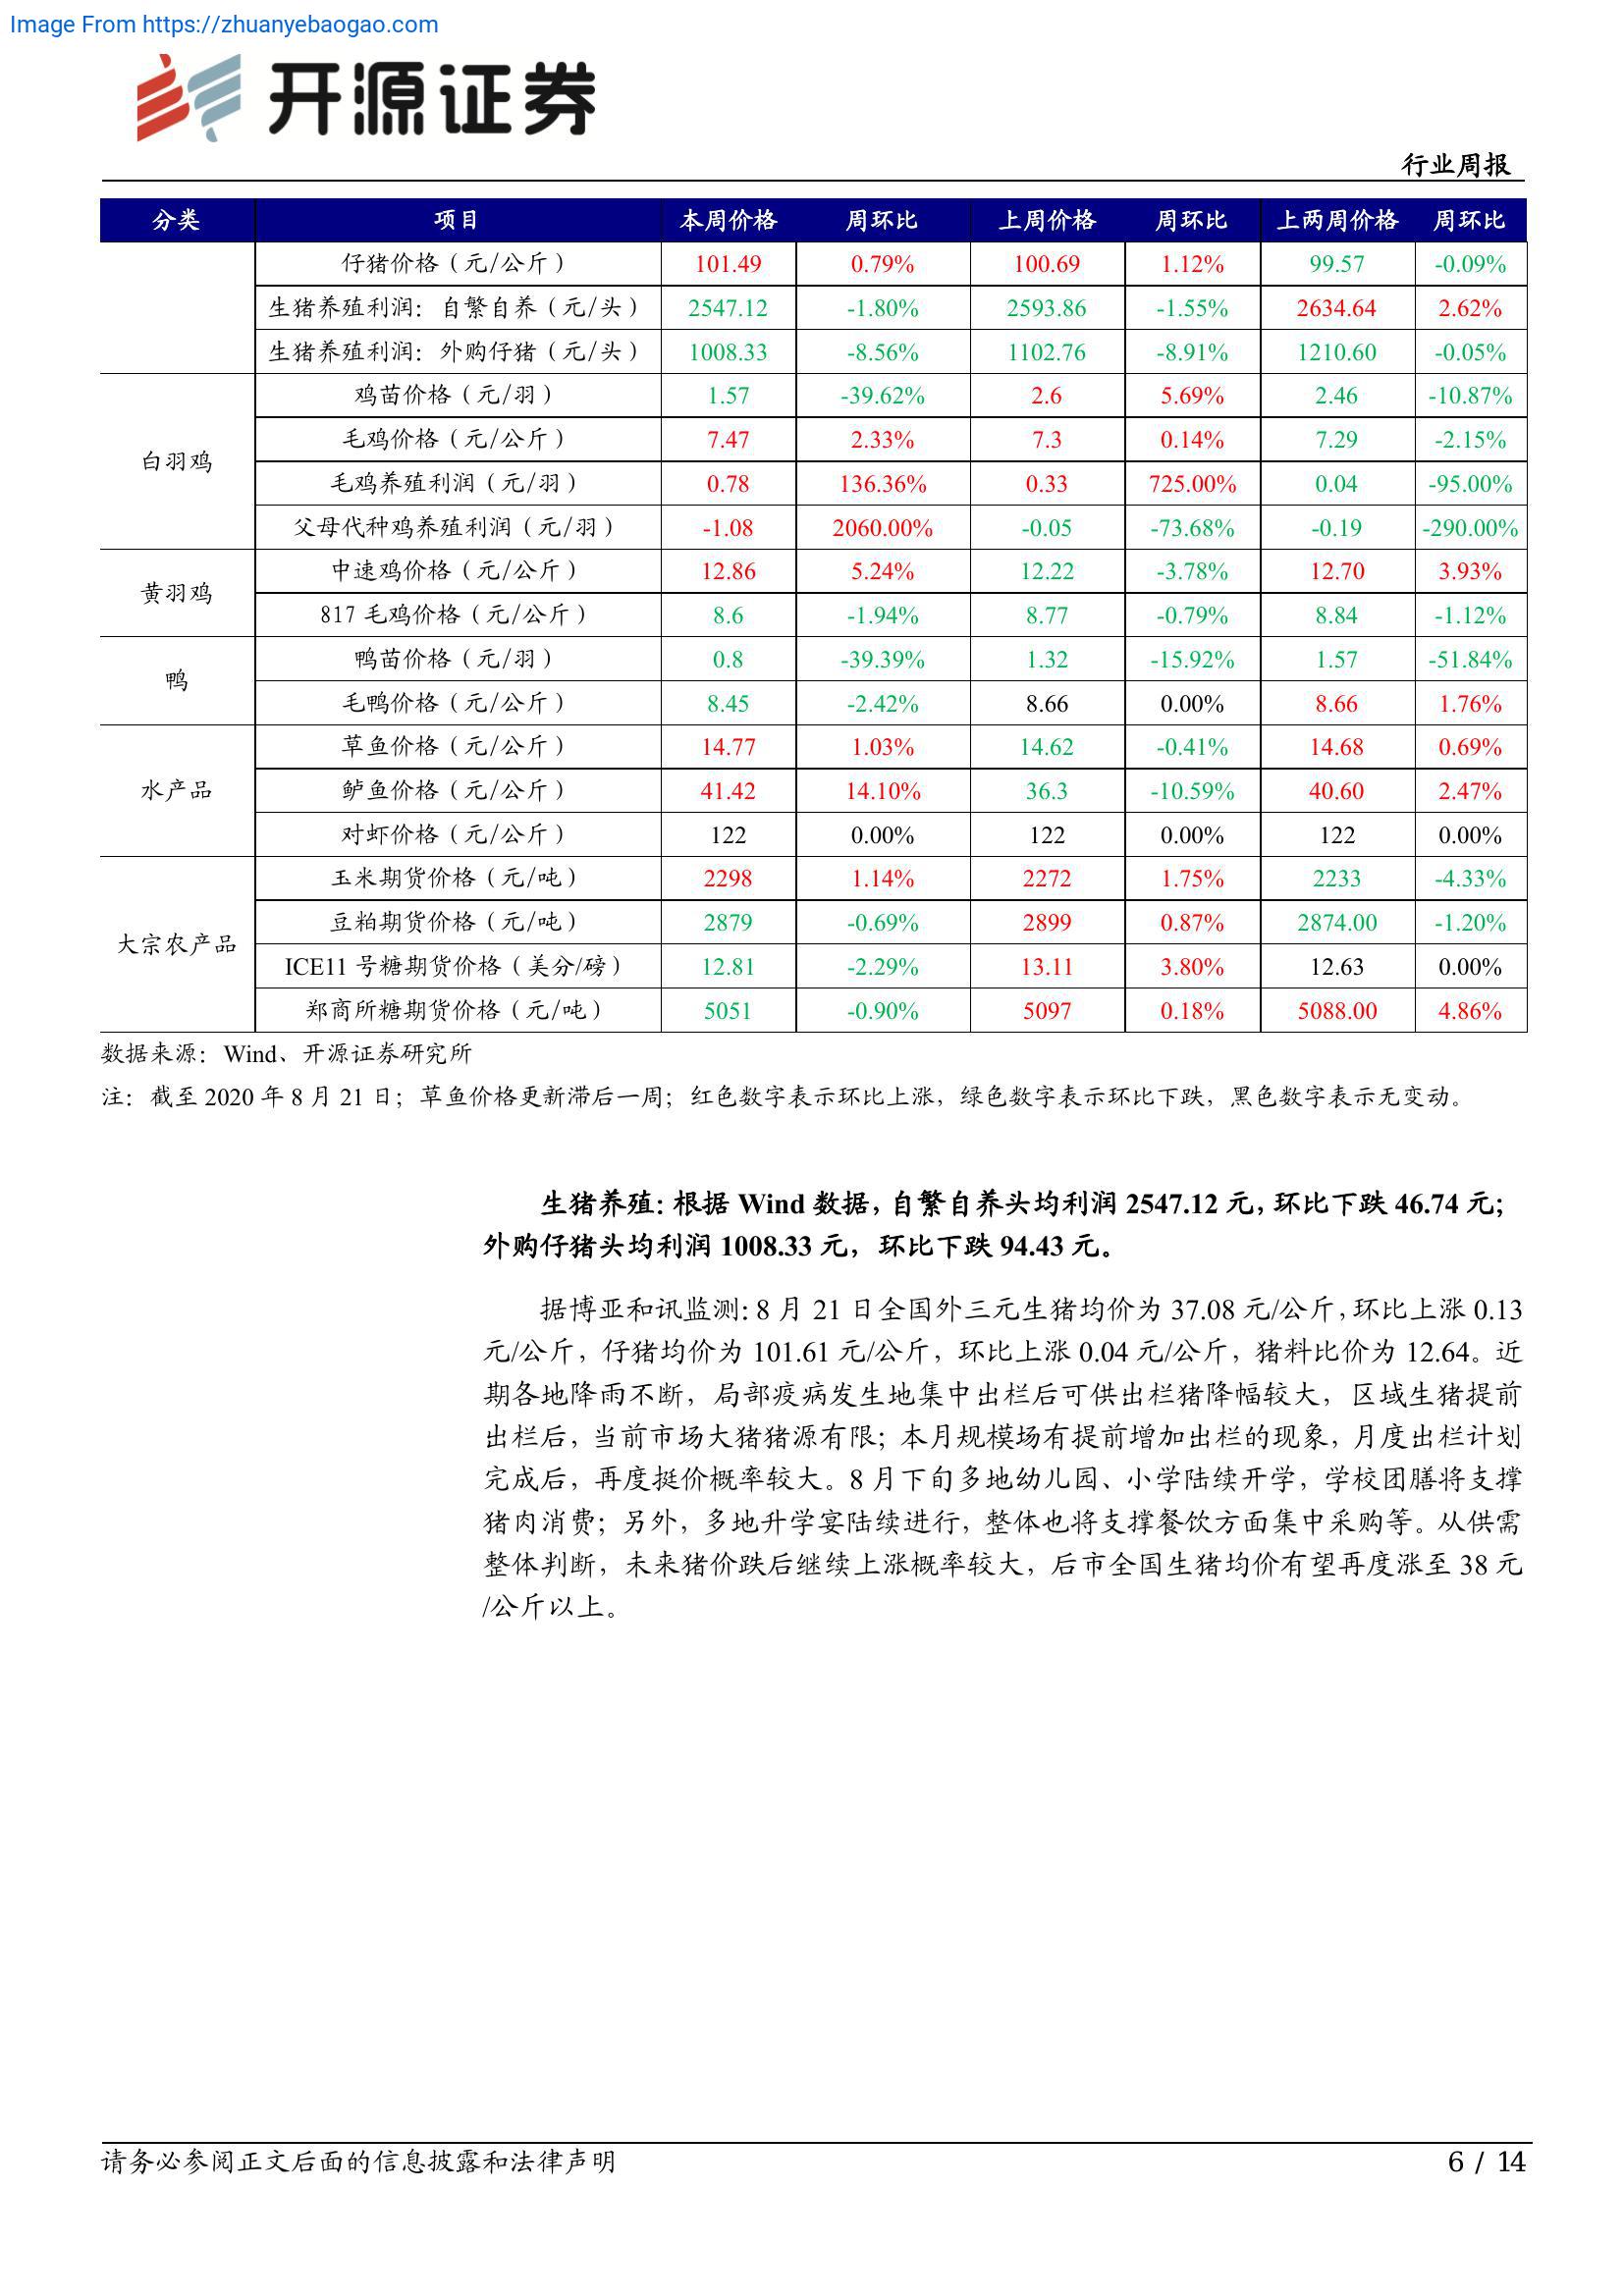 Image From https://zhuanyebaogao.com
开源证券
行业周报
分类 项目 本周价格 周环比 上周价格 周环比 上两周价格 周环比
仔猪价格（元/公斤） 101.49 0.79% 100.69 1.12% 99.57 -0.09%
生猪养殖利润：自繁自养（元/头） 2547.12 -1.80% 2593.86 -1.55% 2634.64 2.62%
生猪养殖利润：外购仔猪（元/头） 1008.33 -8.56% 1102.76 -8.91% 1210.60 -0.05%
白羽鸡 鸡苗价格（元/羽） 1.57 -39.62% 2.6 5.69% 2.46 -10.87%
毛鸡价格（元/公斤） 7.47 2.33% 7.3 0.14% 7.29 -2.15%
毛鸡养殖利润（元/羽） 0.78 136.36% 0.33 725.00% 0.04 -95.00%
父母代种鸡养殖利润（元/羽） -1.08 2060.00% -0.05 -73.68% -0.19 -290.00%
黄羽鸡 中速鸡价格（元/公斤） 12.86 5.24% 12.22 -3.78% 12.70 3.93%
817 毛鸡价格（元/公斤） 8.6 -1.94% 8.77 -0.79% 8.84 -1.12%
鸭 鸭苗价格（元/羽） 0.8 -39.39% 1.32 -15.92% 1.57 -51.84%
毛鸭价格（元/公斤） 8.45 -2.42% 8.66 0.00% 8.66 1.76%
水产品 草鱼价格（元/公斤） 14.77 1.03% 14.62 -0.41% 14.68 0.69%
鲈鱼价格（元/公斤） 41.42 14.10% 36.3 -10.59% 40.60 2.47%
对虾价格（元/公斤） 122 0.00% 122 0.00% 122 0.00%
大宗农产品 玉米期货价格（元/吨） 2298 1.14% 2272 1.75% 2233 -4.33%
豆粕期货价格（元/吨） 2879 -0.69% 2899 0.87% 2874.00 -1.20%
ICE11 号糖期货价格（美分/磅） 12.81 -2.29% 13.11 3.80% 12.63 0.00%
郑商所糖期货价格（元/吨） 5051 -0.90% 5097 0.18% 5088.00 4.86%
数据来源：Wind、开源证券研究所
注：截至 2020 年 8 月 21 日；草鱼价格更新滞后一周；红色数字表示环比上涨，绿色数字表示环比下跌，黑色数字表示无变动。
生猪养殖：根据 Wind 数据，自繁自养头均利润 2547.12 元，环比下跌 46.74 元；
外购仔猪头均利润 1008.33 元，环比下跌 94.43 元。
据博亚和讯监测：8 月 21 日全国外三元生猪均价为 37.08 元/公斤，环比上涨 0.13
元/公斤，仔猪均价为 101.61 元/公斤，环比上涨 0.04 元/公斤，猪料比价为 12.64。近
期各地降雨不断，局部疫病发生地集中出栏后可供出栏猪降幅较大，区域生猪提前
出栏后，当前市场大猪猪源有限；本月规模场有提前增加出栏的现象，月度出栏计划
完成后，再度挺价概率较大。8 月下旬多地幼儿园、小学陆续开学，学校团膳将支撑
猪肉消费；另外，多地升学宴陆续进行，整体也将支撑餐饮方面集中采购等。从供需
整体判断，未来猪价跌后继续上涨概率较大，后市全国生猪均价有望再度涨至 38 元
/公斤以上。
请务必参阅正文后面的信息披露和法律声明
6 / 14